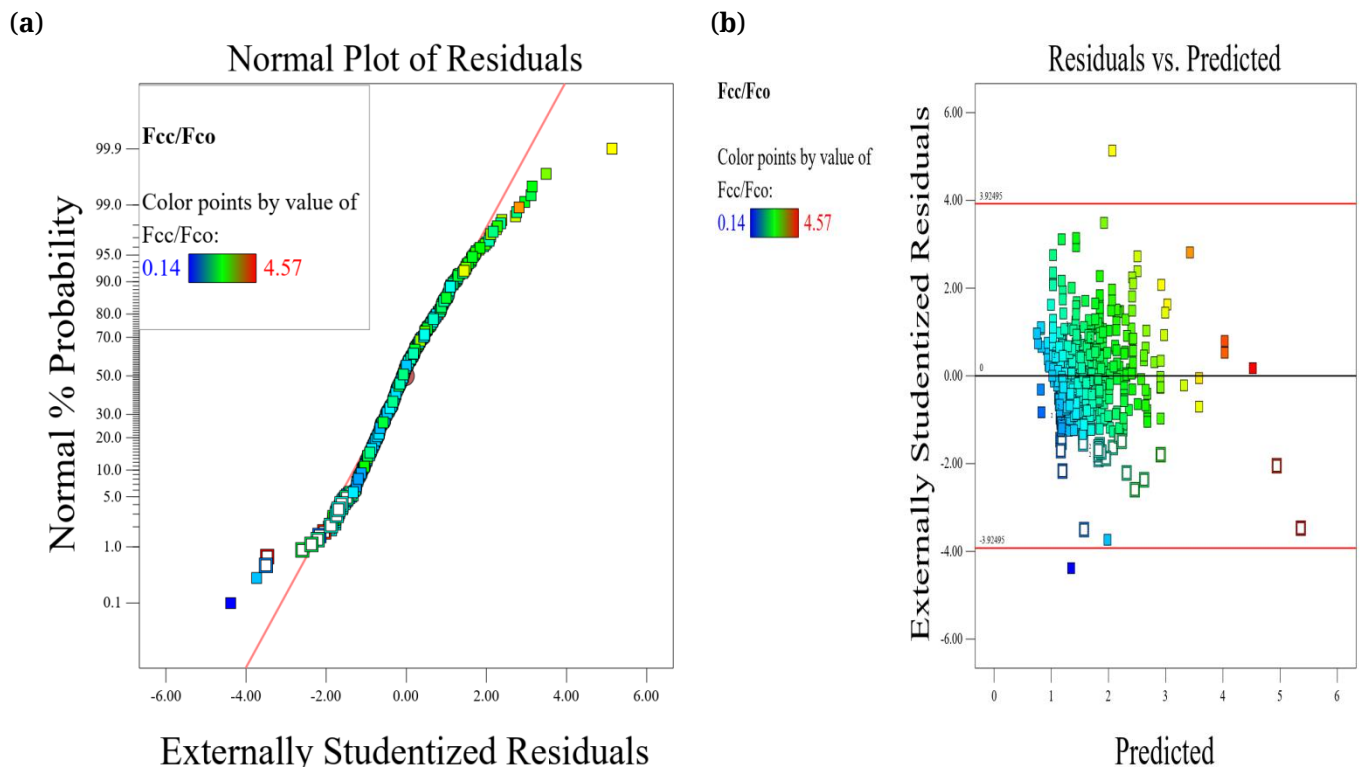 (a)
Normal Plot of Residuals
Fcc/Fco
Color points by value of
Fcc/Fco:
0.14 4.57
Normal % Probability
99.9
99.0
95.0
90.0
80.0
70.0
50.0
30.0
20.0
10.0
5.0
1.0
0.1
-6.00 -4.00 -2.00 0.00 2.00 4.00 6.00
Externally Studentized Residuals
(b)
Residuals vs. Predicted
Fcc/Fco
Color points by value of
Fcc/Fco:
0.14 4.57
Externally Studentized Residuals
6.00
4.00
2.00
0.00
-2.00
-4.00
-6.00
3.92495
0
-3.92495
0 1 2 3 4 5 6
Predicted